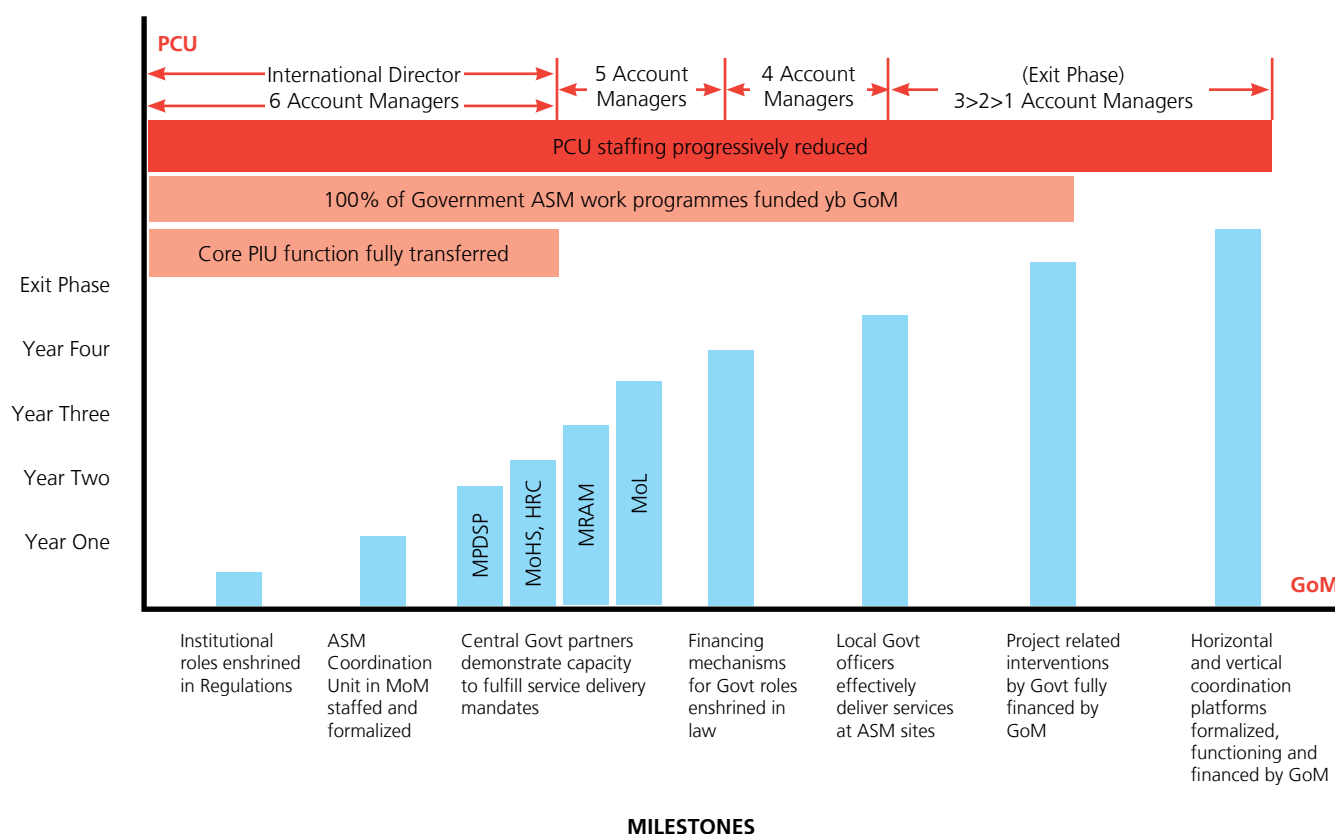 PCU
International Director
6 Account Managers
5 Account
Managers
4 Account
Managers
(Exit Phase)
3>2>1 Account Managers
PCU staffing progressively reduced
100% of Government ASM work programmes funded yb GoM
Core PIU function fully transferred
Exit Phase
Year Four
Year Three
Year Two
Year One
MPDSP
MoHS, HRC
MRAM
MoL
GoM
Institutional
roles enshrined
in Regulations
ASM
Coordination
Unit in MoM
staffed and
formalized
Central Govt partners
demonstrate capacity
to fulfill service delivery
mandates
Financing
mechanisms
for Govt roles
enshrined in
law
Local Govt
officers
effectively
deliver services
at ASM sites
Project related
interventions
by Govt fully
financed by
GoM
Horizontal
and vertical
coordination
platforms
formalized,
functioning and
financed by GoM
MILESTONES